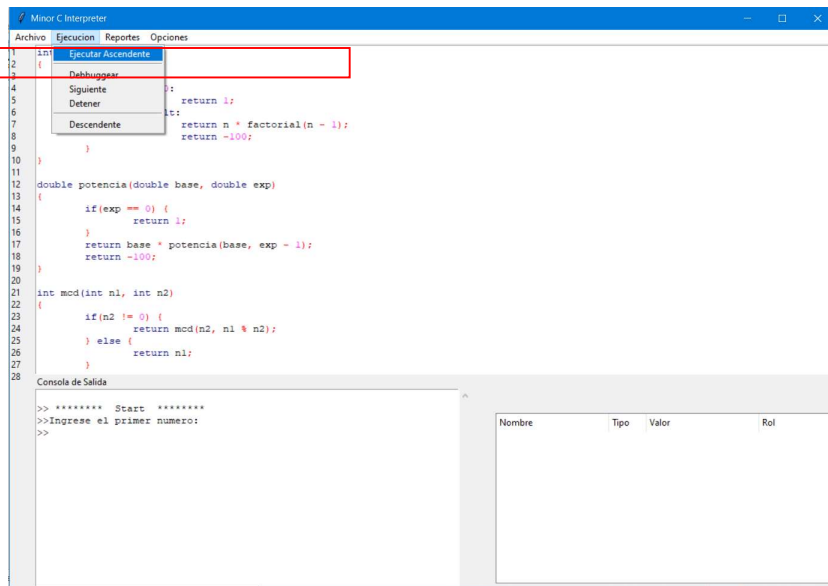 Minor C Interpreter
Archivo Ejecucion Reportes Opciones
Ejecutar Ascendente
Debbuggear
Siguiente
Detener
Descendente
1 int
2 {
3
4 0:
5 return 1;
6 lt:
7 return n * factorial(n - 1);
8 return -100;
9 }
10 }
11
12 double potencia(double base, double exp)
13 {
14 if(exp == 0) {
15 return 1;
16 }
17 return base * potencia(base, exp - 1);
18 return -100;
19 }
20
21 int mcd(int n1, int n2)
22 {
23 if(n2 != 0) {
24 return mcd(n2, n1 % n2);
25 } else {
26 return n1;
27 }
28
Consola de Salida
>> ******** Start ********
>>Ingrese el primer numero:
>>
Nombre Tipo Valor Rol